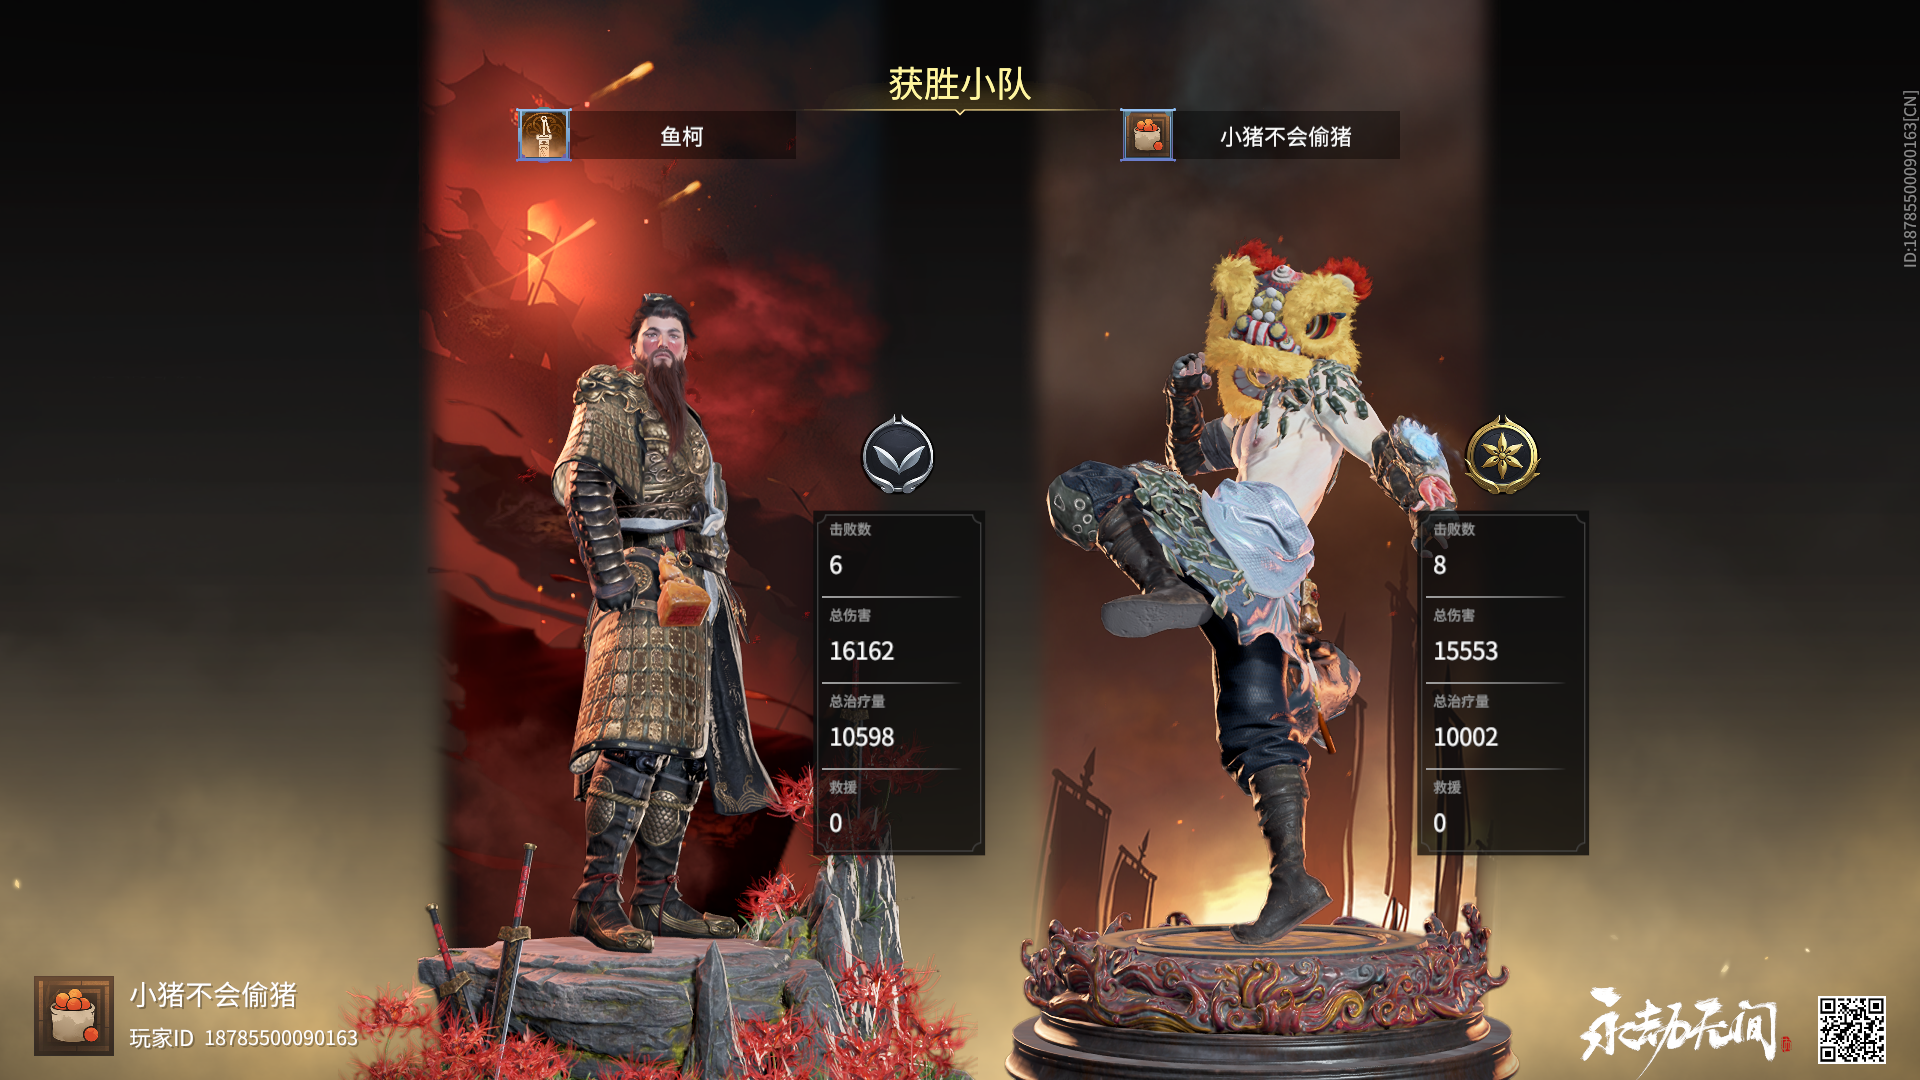 获胜小队
鱼柯
小猪不会偷猪
击败数
6
总伤害
16162
总治疗量
10598
救援
0
击败数
8
总伤害
15553
总治疗量
10002
救援
0
ID:18785500090163[CN]
小猪不会偷猪
玩家ID 18785500090163
永劫无间